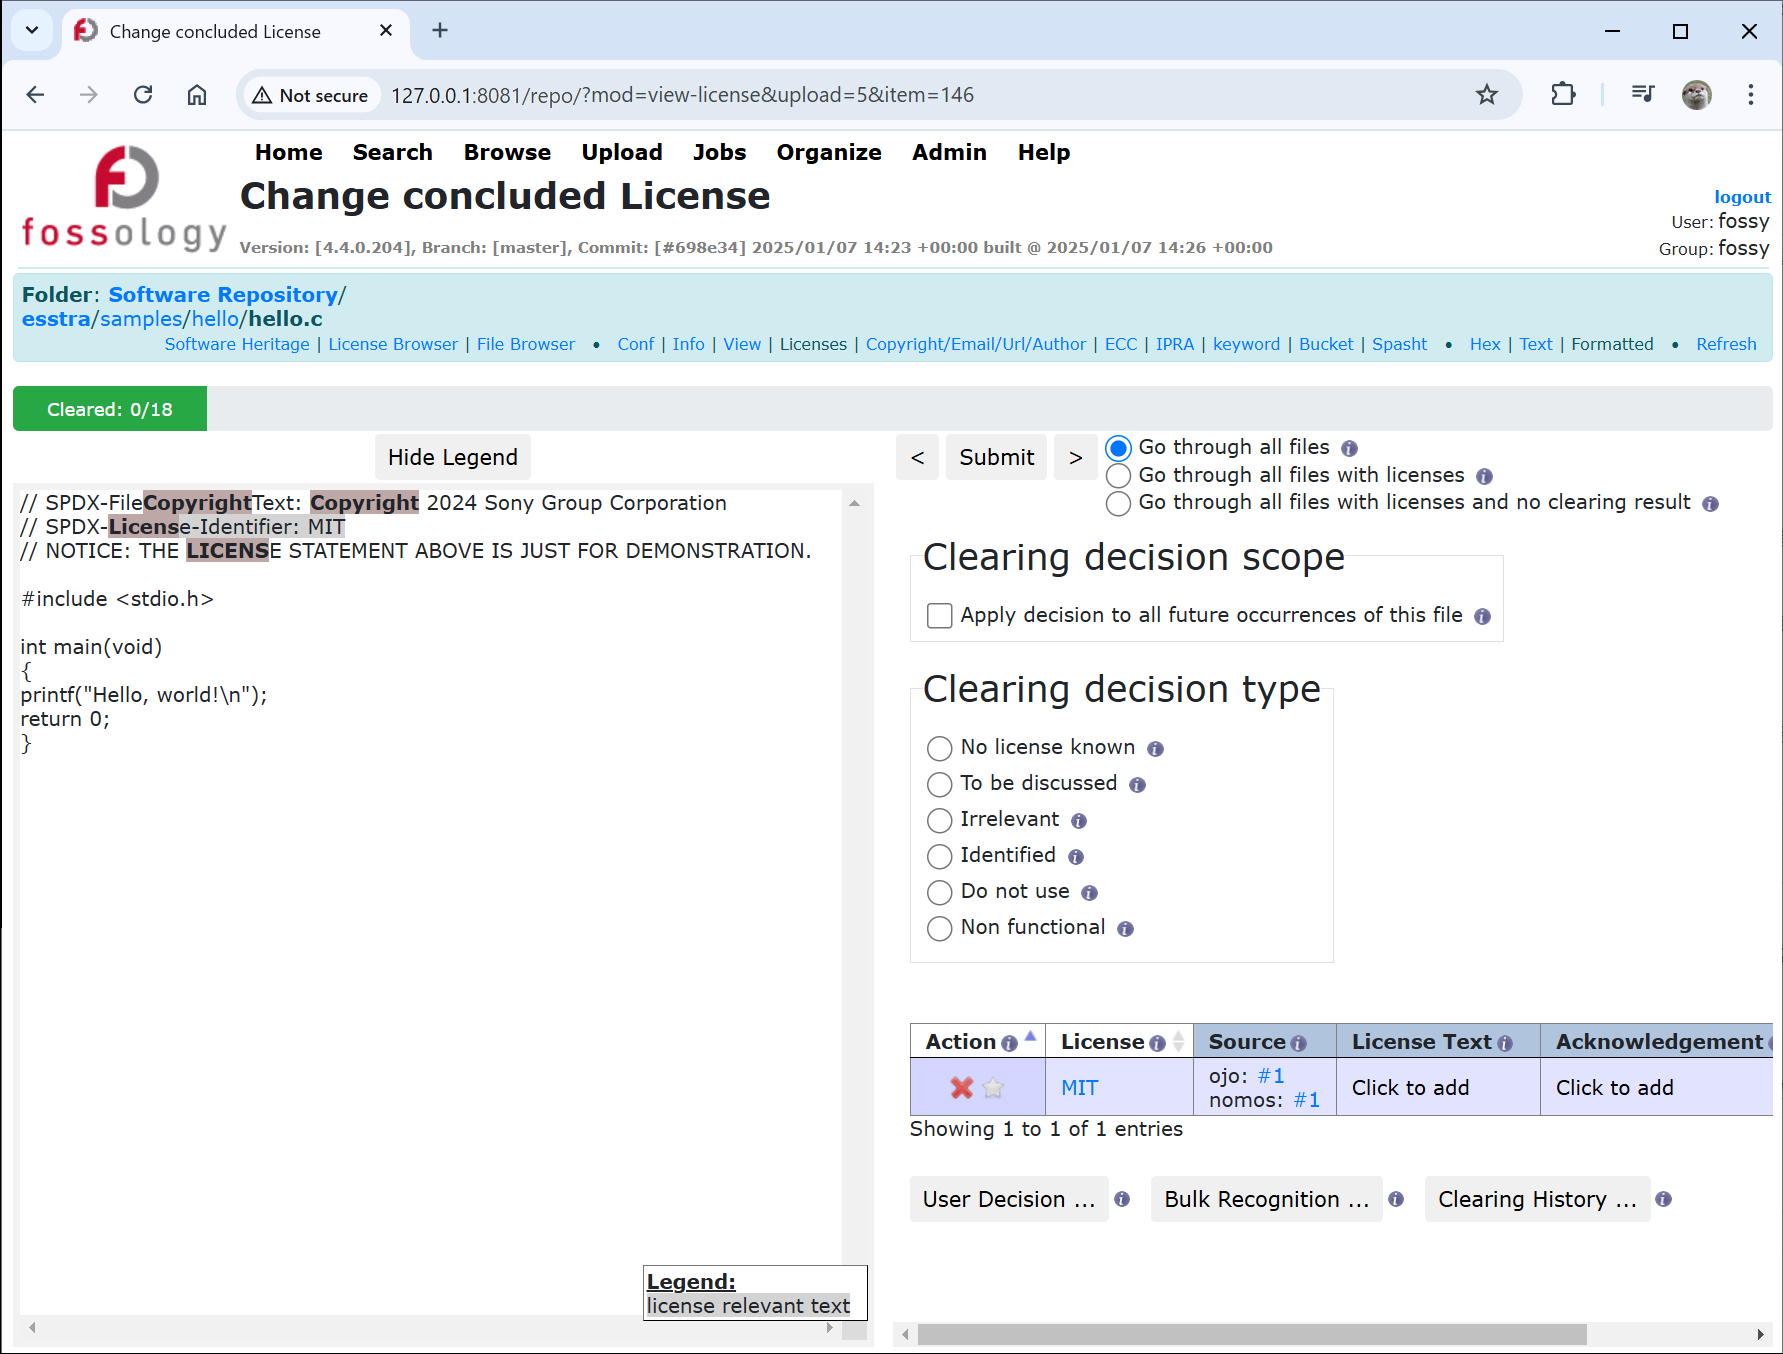 Change concluded License
Not secure 127.0.0.1:8081/repo/?mod=view-license&upload=5&item=146
Home Search Browse Upload Jobs Organize Admin Help
fossology
Change concluded License
Version: [4.4.0.204], Branch: [master], Commit: [#698e34] 2025/01/07 14:23 +00:00 built @ 2025/01/07 14:26 +00:00
logout
User: fossy
Group: fossy
Folder: Software Repository/
esstra/samples/hello/hello.c
Software Heritage | License Browser | File Browser • Conf | Info | View | Licenses | Copyright/Email/Url/Author | ECC | IPRA | keyword | Bucket | Spasht • Hex | Text | Formatted • Refresh
Cleared: 0/18
Hide Legend
// SPDX-FileCopyrightText: Copyright 2024 Sony Group Corporation
// SPDX-License-Identifier: MIT
// NOTICE: THE LICENSE STATEMENT ABOVE IS JUST FOR DEMONSTRATION.
#include <stdio.h>
int main(void)
{
printf("Hello, world!\n");
return 0;
}
Legend:
license relevant text
< Submit >
Go through all files
Go through all files with licenses
Go through all files with licenses and no clearing result
Clearing decision scope
Apply decision to all future occurrences of this file
Clearing decision type
No license known
To be discussed
Irrelevant
Identified
Do not use
Non functional
Action License Source License Text Acknowledgement
MIT ojo: #1 Click to add Click to add
nomos: #1
Showing 1 to 1 of 1 entries
User Decision ... Bulk Recognition ... Clearing History ...